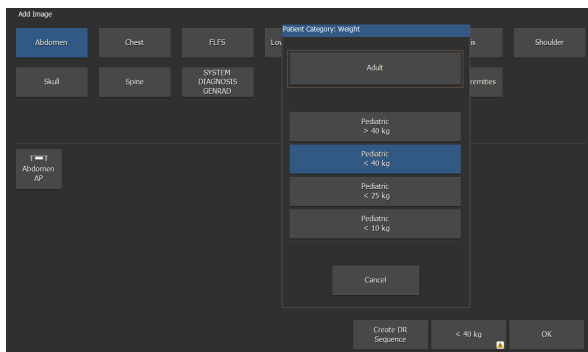 Add Image
Patient Category: Weight
Abdomen
Chest
FLFS
Shoulder
Adult
Skull
Spine
SYSTEM
DIAGNOSIS
GENRAD
Pediatric
> 40 kg
Pediatric
< 40 kg
Abdomen
AP
Pediatric
< 25 kg
Pediatric
< 10 kg
Cancel
Create DR
Sequence
< 40 kg
OK